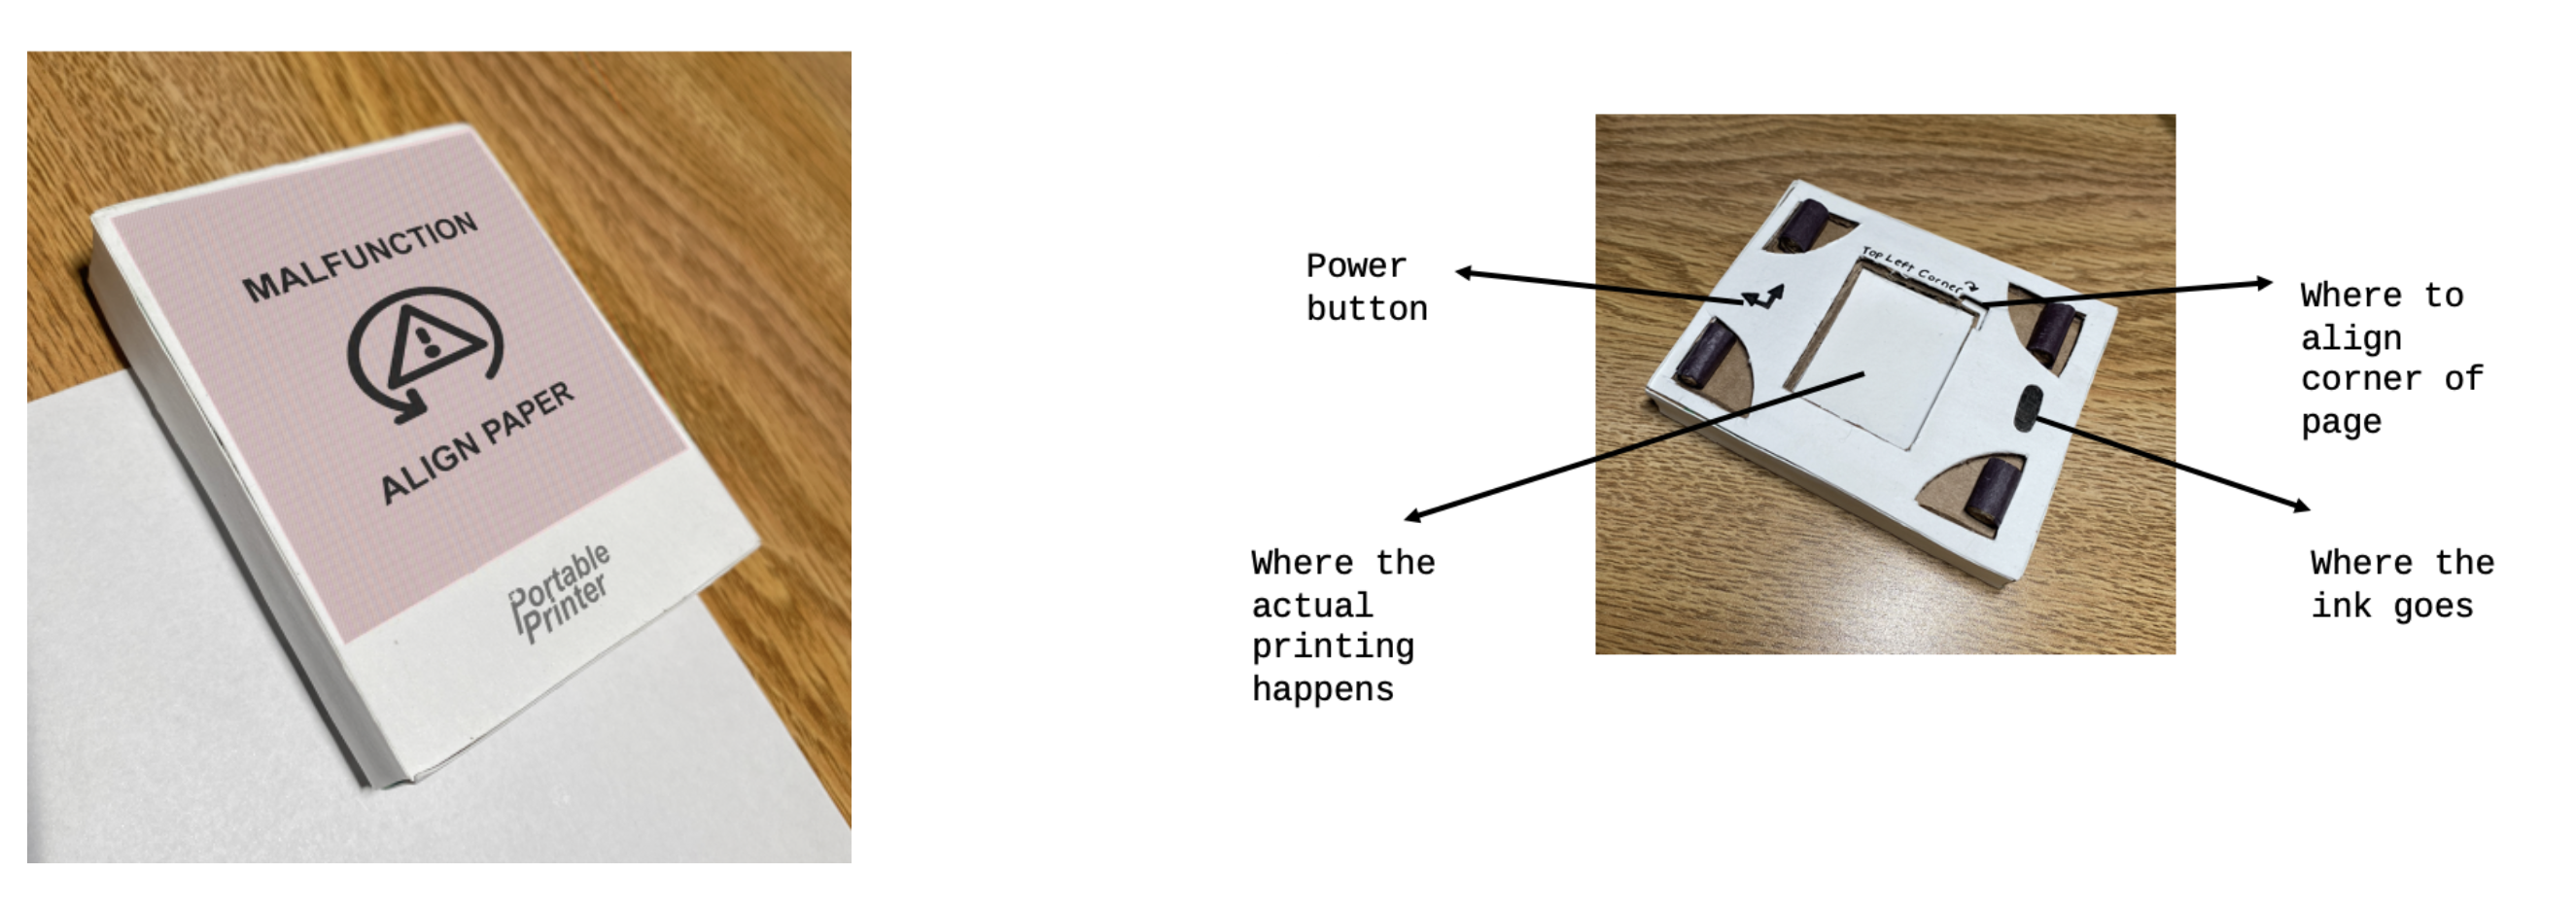 MALFUNCTION
ALIGN PAPER
Portable
Printer
Power
button
Top Left Corner
Where to
align
corner of
page
Where the
actual
printing
happens
Where the
ink goes